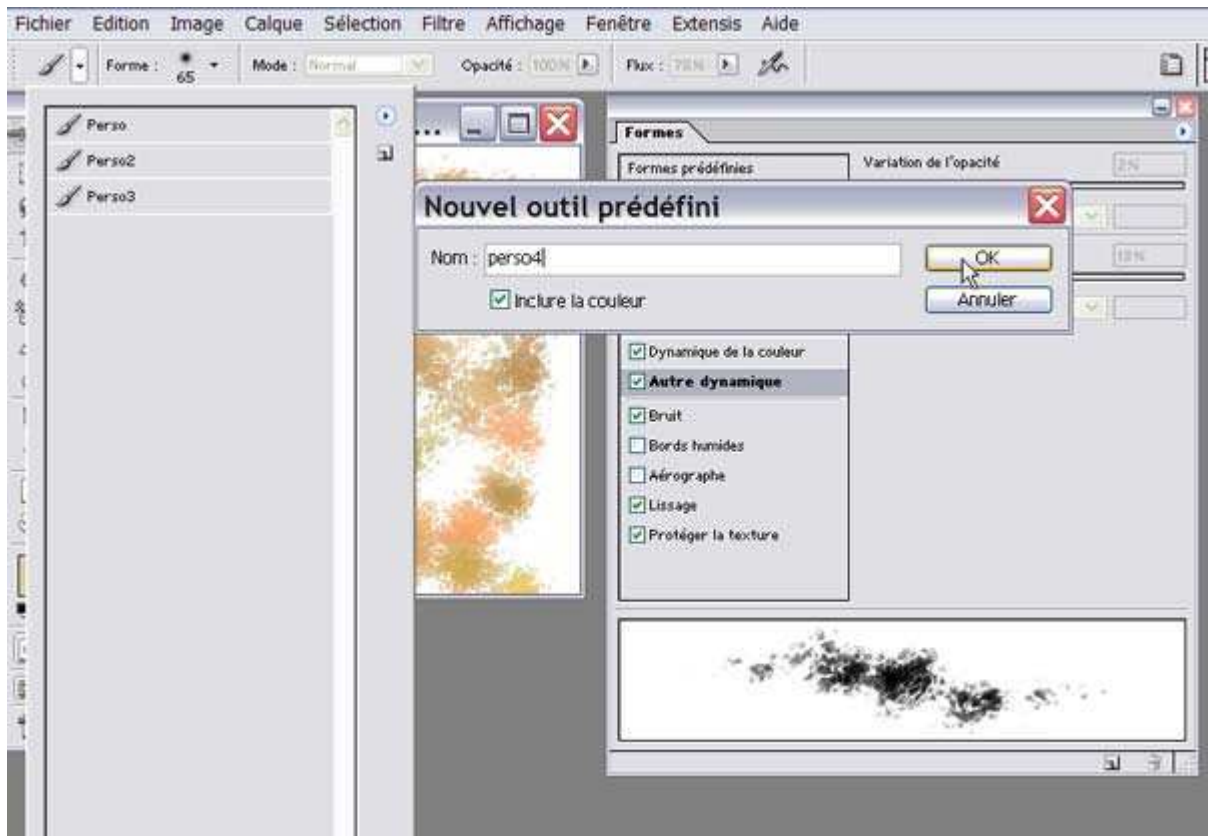 Fichier Edition Image Calque Sélection Filtre Affichage Fenêtre Extensis Aide
Forme : 65 Mode : Normal Opacité : 100% Flux :
Perso
Perso2
Perso3
...
Formes
Formes prédéfinies
Variation de l'opacité 2%
Nouvel outil prédéfini
Nom : perso4
OK
Inclure la couleur
Annuler
Dynamique de la couleur
Autre dynamique
Bruit
Bords humides
Aérographe
Lissage
Protéger la texture